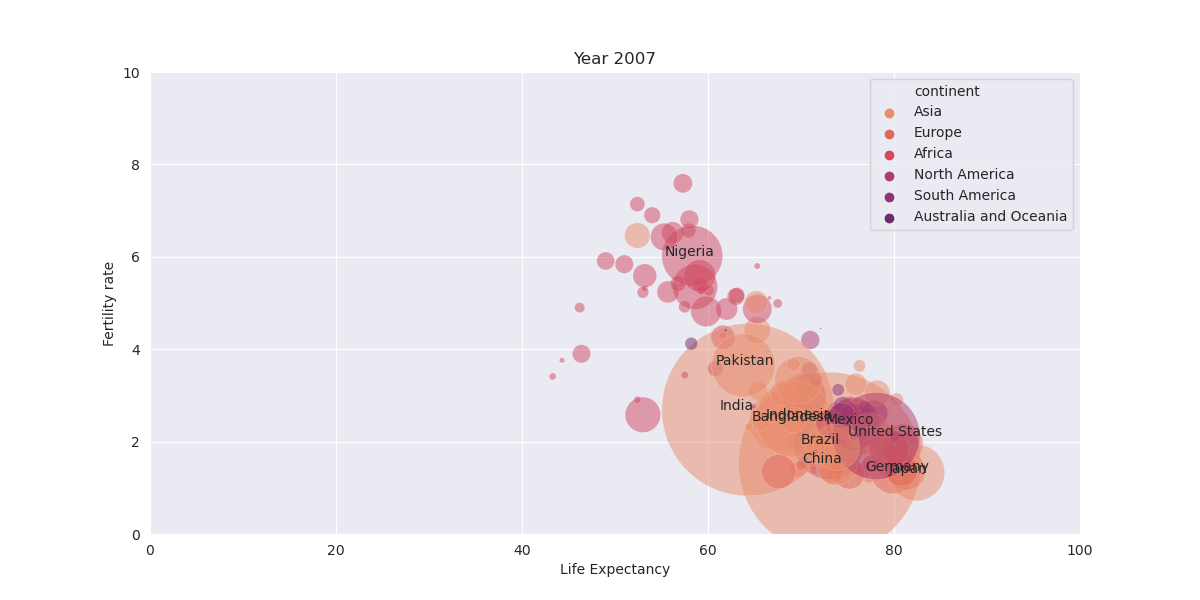 Year 2007
10
8
6
4
2
0
Fertility rate
continent
Asia
Europe
Africa
North America
South America
Australia and Oceania
Nigeria
Pakistan
India
Indonesia
Bangladesh
Mexico
United States
Brazil
China
Germany
Japan
0
20
40
60
80
100
Life Expectancy